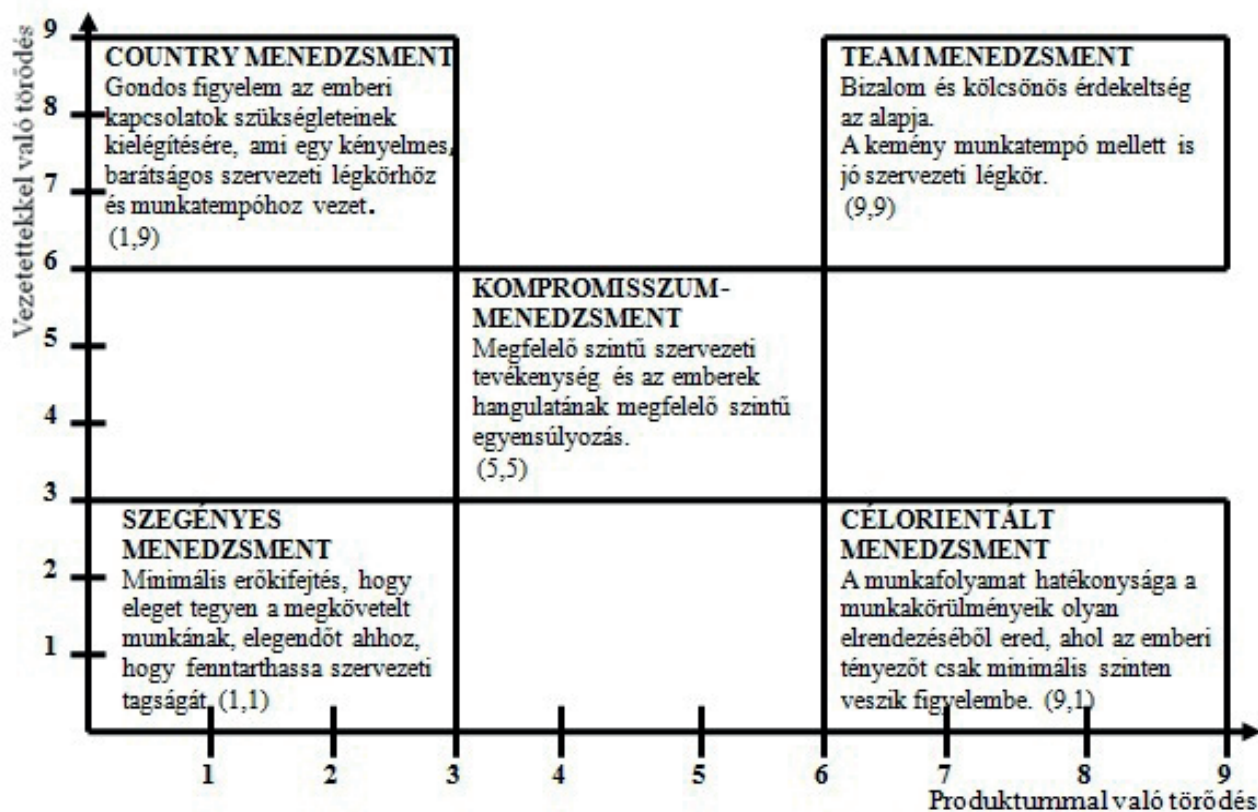 Vezetettekkel való törődés
9
8
7
6
5
4
3
2
1
COUNTRY MENEDZSMENT
Gondos figyelem az emberi
kapcsolatok szükségleteinek
kielégítésére, ami egy kényelmes,
barátságos szervezeti légkörhöz
és munkatempóhoz vezet.
(1,9)
TEAM MENEDZSMENT
Bizalom és kölcsönös érdekeltség
az alapja.
A kemény munkatempó mellett is
jó szervezeti légkör.
(9,9)
KOMPROMISSZUM-
MENEDZSMENT
Megfelelő szintű szervezeti
tevékenység és az emberek
hangulatának megfelelő szintű
egyensúlyozás.
(5,5)
SZEGÉNYES
MENEDZSMENT
Minimális erőkifejtés, hogy
eleget tegyen a megkövetelt
munkának, elegendőt ahhoz,
hogy fenntarthassa szervezeti
tagságát. (1,1)
CÉLORIENTÁLT
MENEDZSMENT
A munkafolyamat hatékonysága a
munkakörülményeik olyan
elrendezéséből ered, ahol az emberi
tényezőt csak minimális szinten
veszik figyelembe. (9,1)
1 2 3 4 5 6 7 8 9
Produktummal való törődés